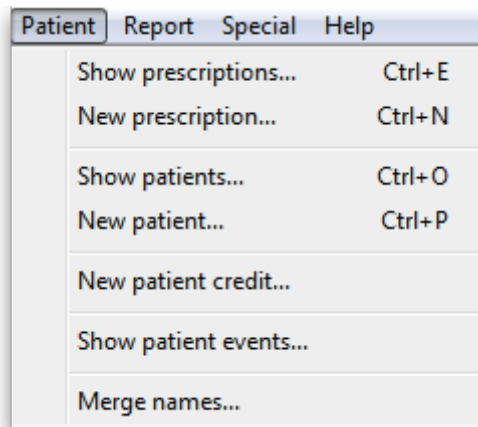 Patient Report Special Help
Show prescriptions... Ctrl+E
New prescription... Ctrl+N
Show patients... Ctrl+O
New patient... Ctrl+P
New patient credit...
Show patient events...
Merge names...